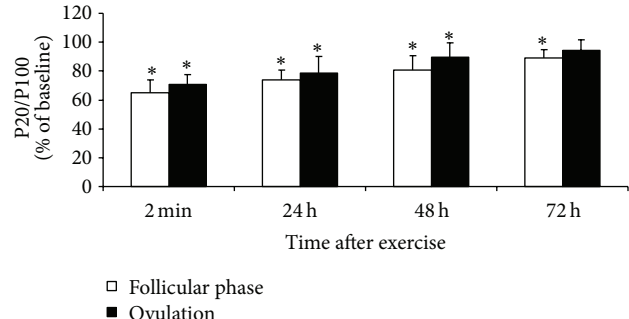 P20/P100
(% of baseline)
120
100
80
60
40
20
0
* *
* *
* *
*
2 min 24 h 48 h 72 h
Time after exercise
Follicular phase
Ovulation